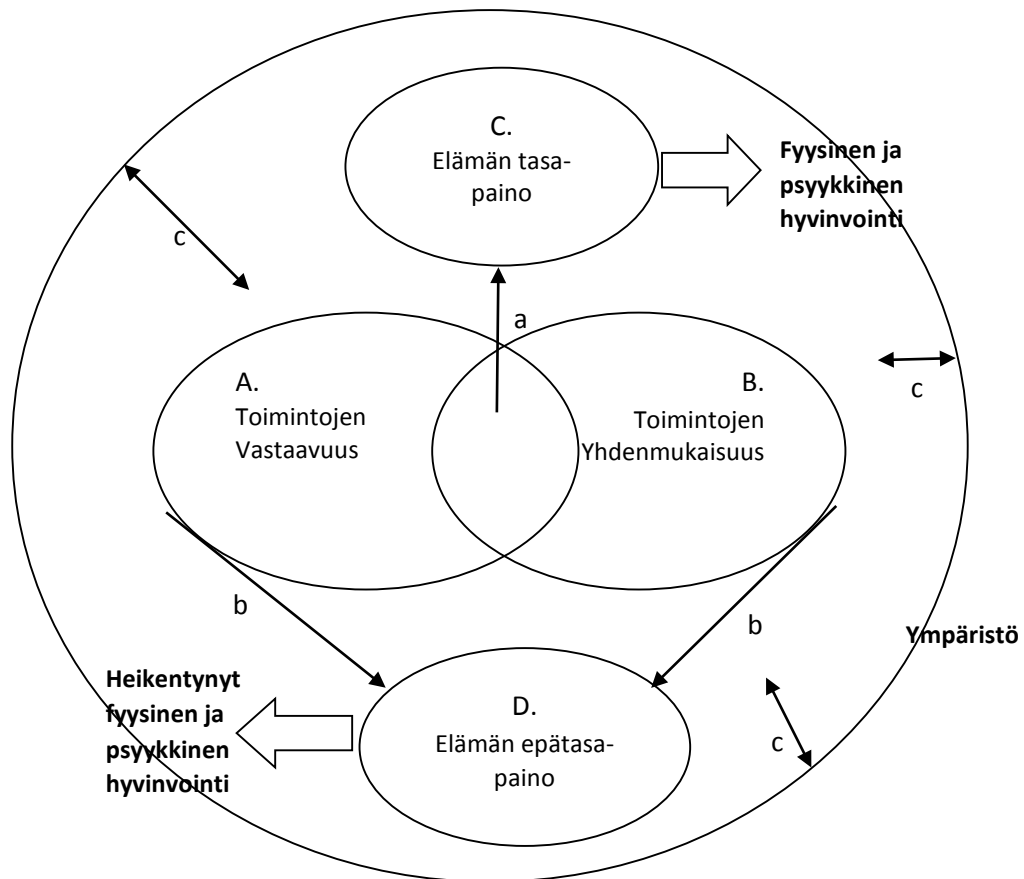 C.
Elämän tasa-
paino
Fyysinen ja
psyykkinen
hyvinvointi
c
a
A.
Toimintojen
Vastaavuus
B.
Toimintojen
Yhdenmukaisuus
c
b
b
Ympäristö
Heikentynyt
fyysinen ja
psyykkinen
hyvinvointi
D.
Elämän epätasa-
paino
c